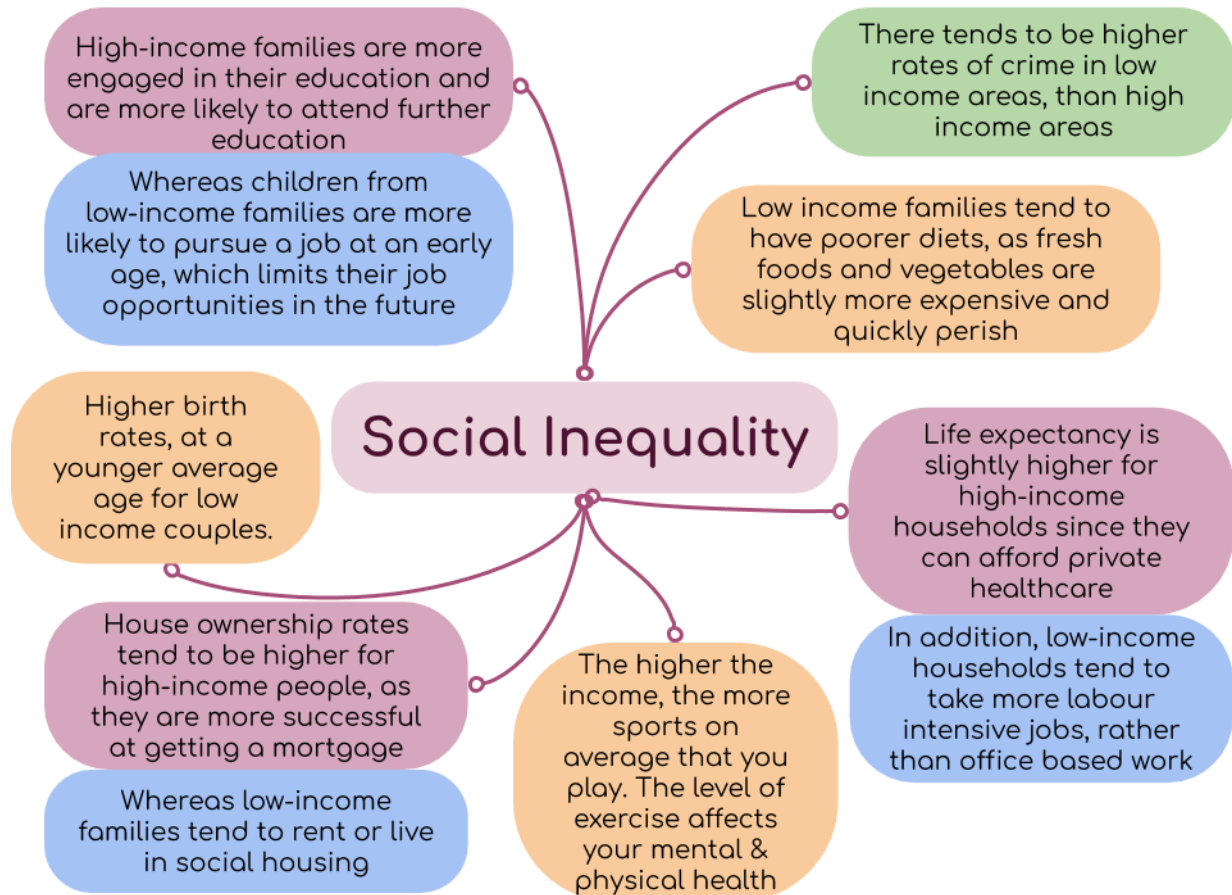 High-income families are more
engaged in their education and
are more likely to attend further
education
Whereas children from
low-income families are more
likely to pursue a job at an early
age, which limits their job
opportunities in the future
There tends to be higher
rates of crime in low
income areas, than high
income areas
Low income families tend to
have poorer diets, as fresh
foods and vegetables are
slightly more expensive and
quickly perish
Social Inequality
Higher birth
rates, at a
younger average
age for low
income couples.
Life expectancy is
slightly higher for
high-income
households since they
can afford private
healthcare
In addition, low-income
households tend to
take more labour
intensive jobs, rather
than office based work
House ownership rates
tend to be higher for
high-income people, as
they are more successful
at getting a mortgage
Whereas low-income
families tend to rent or live
in social housing
The higher the
income, the more
sports on
average that you
play. The level of
exercise affects
your mental &
physical health